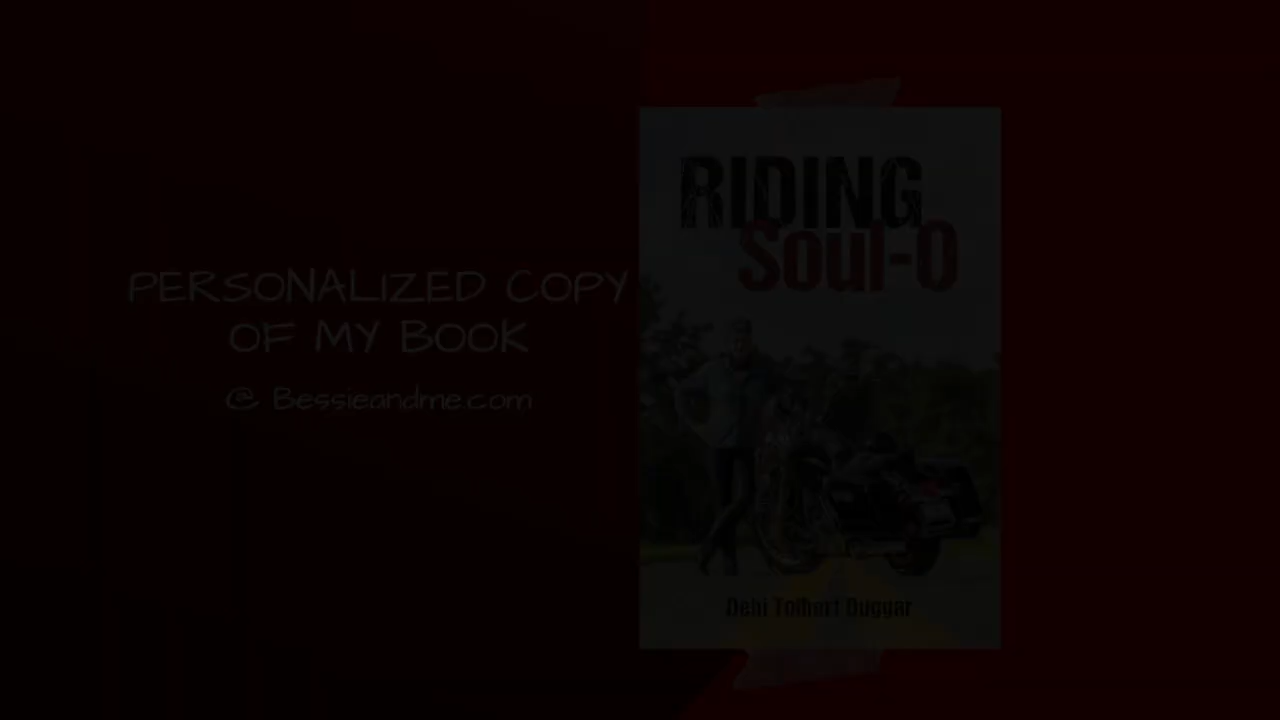 PERSONALIZED COPY
OF MY BOOK
@ Bessieandme.com
RIDING
Soul-O
Debi Tolbert Duggar